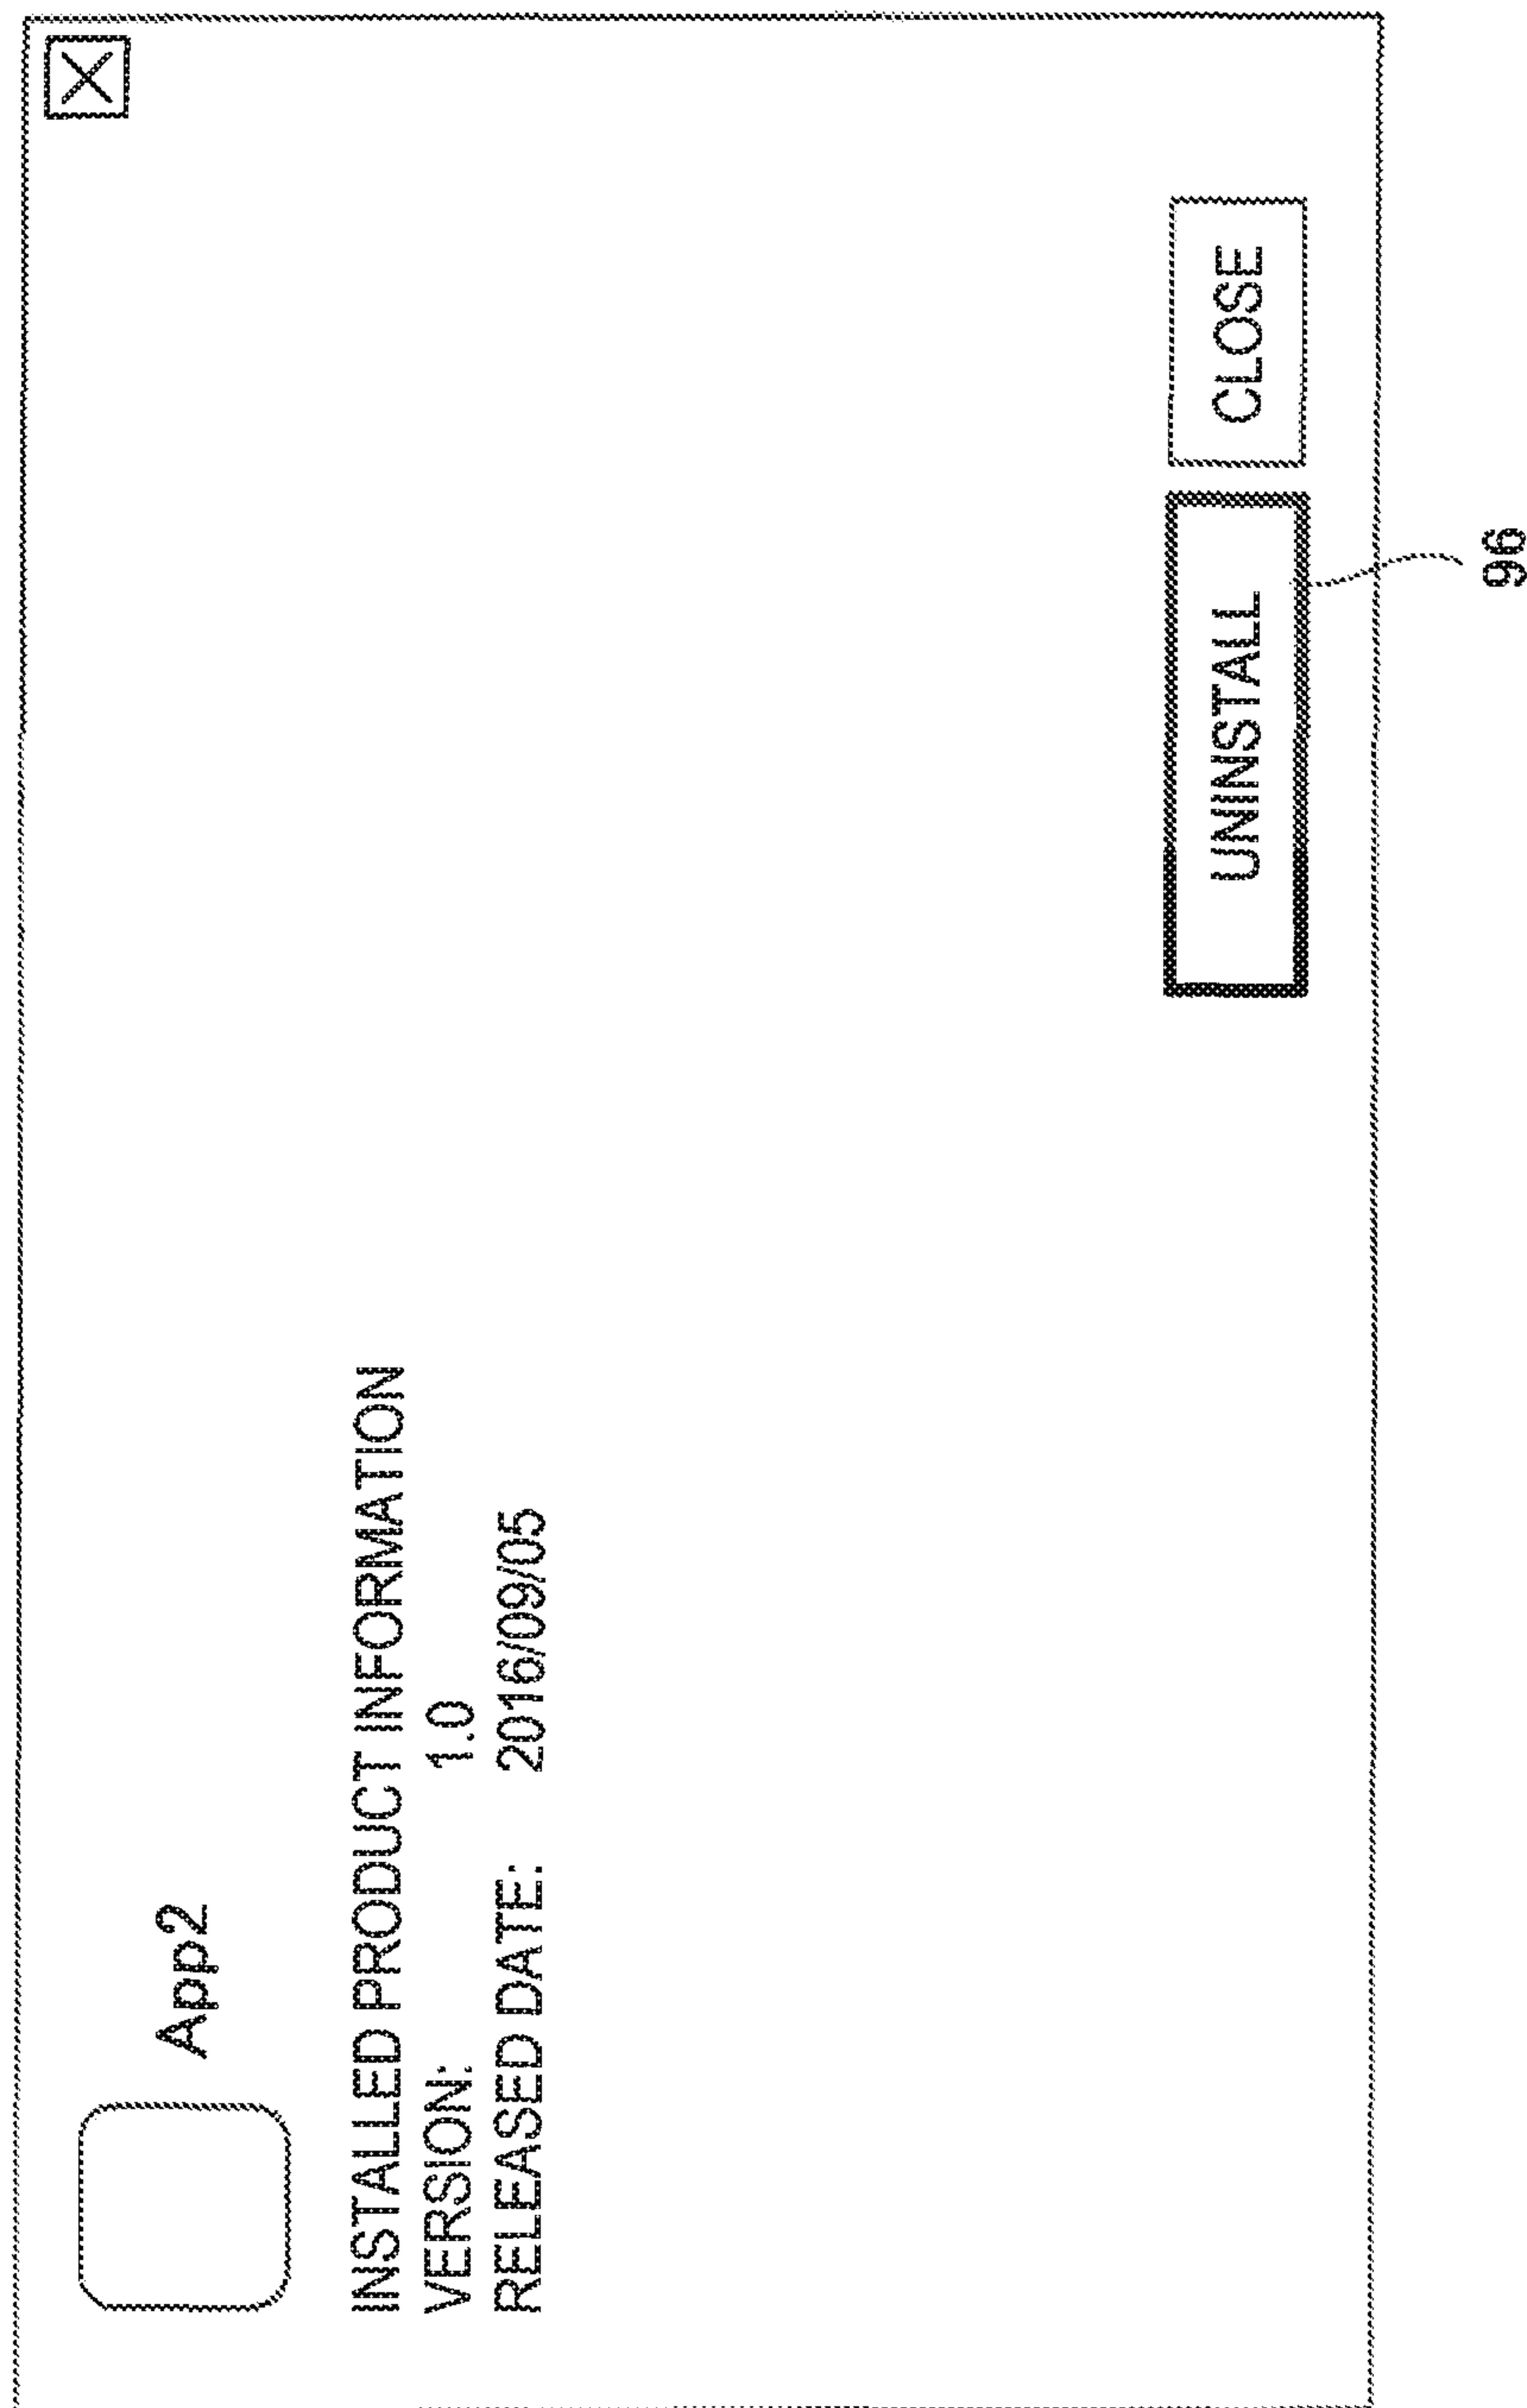 App2
INSTALLED PRODUCT INFORMATION
VERSION: 1.0
RELEASED DATE: 2016/09/05
UNINSTALL CLOSE
96